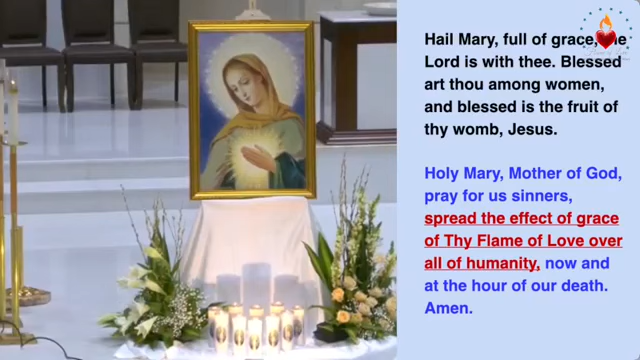 Hail Mary, full of grace, the
Lord is with thee. Blessed
art thou among women,
and blessed is the fruit of
thy womb, Jesus.
Holy Mary, Mother of God,
pray for us sinners,
spread the effect of grace
of Thy Flame of Love over
all of humanity, now and
at the hour of our death.
Amen.